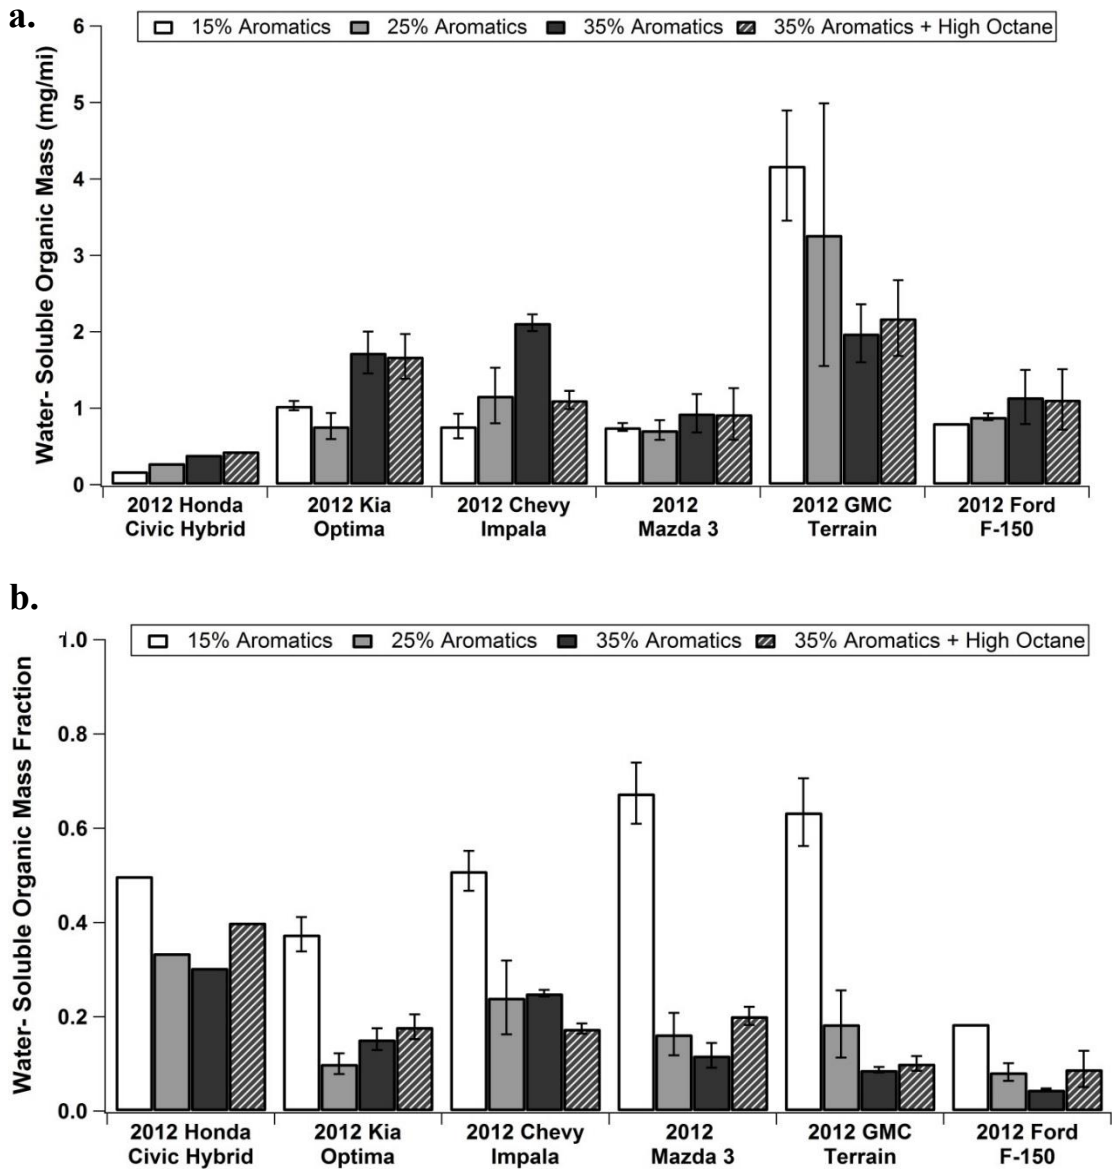 a.
15% Aromatics 25% Aromatics 35% Aromatics 35% Aromatics + High Octane
Water- Soluble Organic Mass (mg/mi)
6
5
4
3
2
1
0
2012 Honda
Civic Hybrid
2012 Kia
Optima
2012 Chevy
Impala
2012
Mazda 3
2012 GMC
Terrain
2012 Ford
F-150
b.
15% Aromatics 25% Aromatics 35% Aromatics 35% Aromatics + High Octane
Water- Soluble Organic Mass Fraction
1.0
0.8
0.6
0.4
0.2
0.0
2012 Honda
Civic Hybrid
2012 Kia
Optima
2012 Chevy
Impala
2012
Mazda 3
2012 GMC
Terrain
2012 Ford
F-150